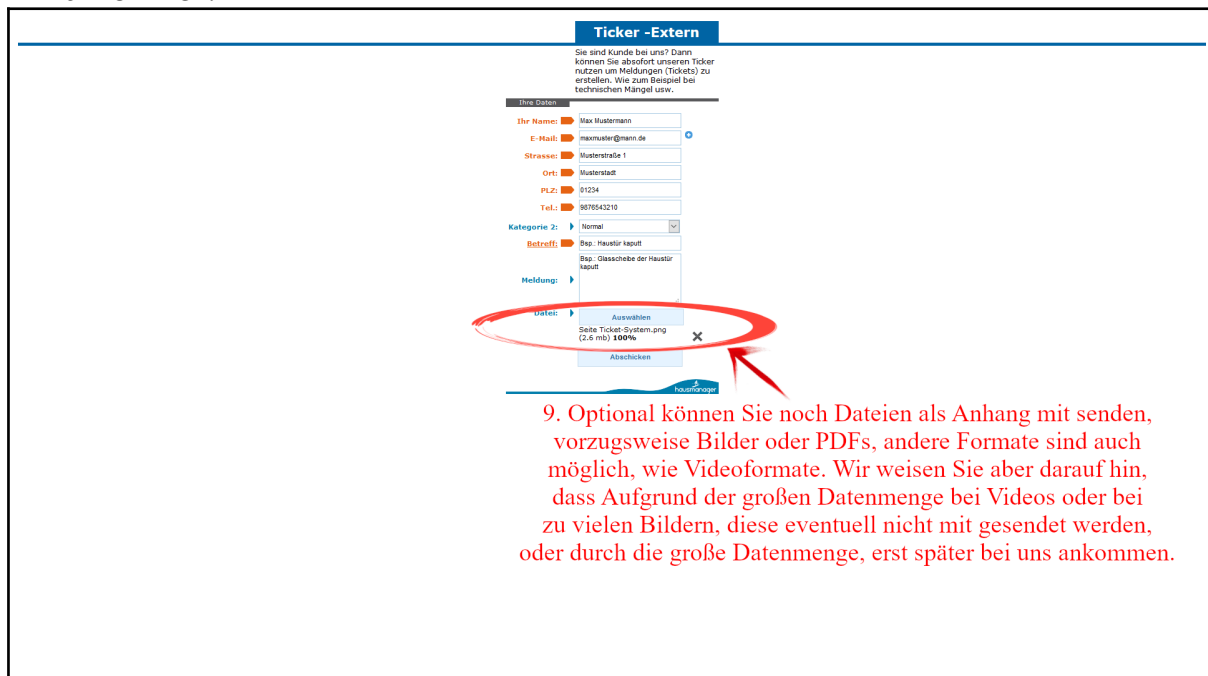 Ticker -Extern
Sie sind Kunde bei uns? Dann
können Sie absofort unseren Ticker
nutzen um Meldungen (Tickets) zu
erstellen. Wie zum Beispiel bei
technischen Mängel usw.
Ihre Daten
Ihr Name: Max Mustermann
E-Mail: maxmuster@mann.de
Strasse: Musterstraße 1
Ort: Musterstadt
PLZ: 01234
Tel.: 9876543210
Kategorie 2: Normal
Betreff: Bsp.: Haustür kaputt
Bsp.: Glasscheibe der Haustür
kaputt
Meldung:
Datei: Auswählen
Seite Ticket-System.png
(2.6 mb) 100%
Abschicken
hausmanager
9. Optional können Sie noch Dateien als Anhang mit senden,
vorzugsweise Bilder oder PDFs, andere Formate sind auch
möglich, wie Videoformate. Wir weisen Sie aber darauf hin,
dass Aufgrund der großen Datenmenge bei Videos oder bei
zu vielen Bildern, diese eventuell nicht mit gesendet werden,
oder durch die große Datenmenge, erst später bei uns ankommen.